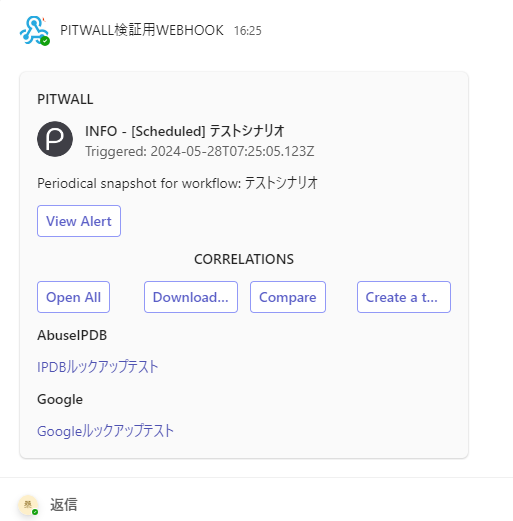 PITWALL検証用WEBHOOK 16:25
PITWALL
P
INFO - [Scheduled] テストシナリオ
Triggered: 2024-05-28T07:25:05.123Z
Periodical snapshot for workflow: テストシナリオ
View Alert
CORRELATIONS
Open All Download... Compare Create a t...
AbuseIPDB
IPDBルックアップテスト
Google
Googleルックアップテスト
返信